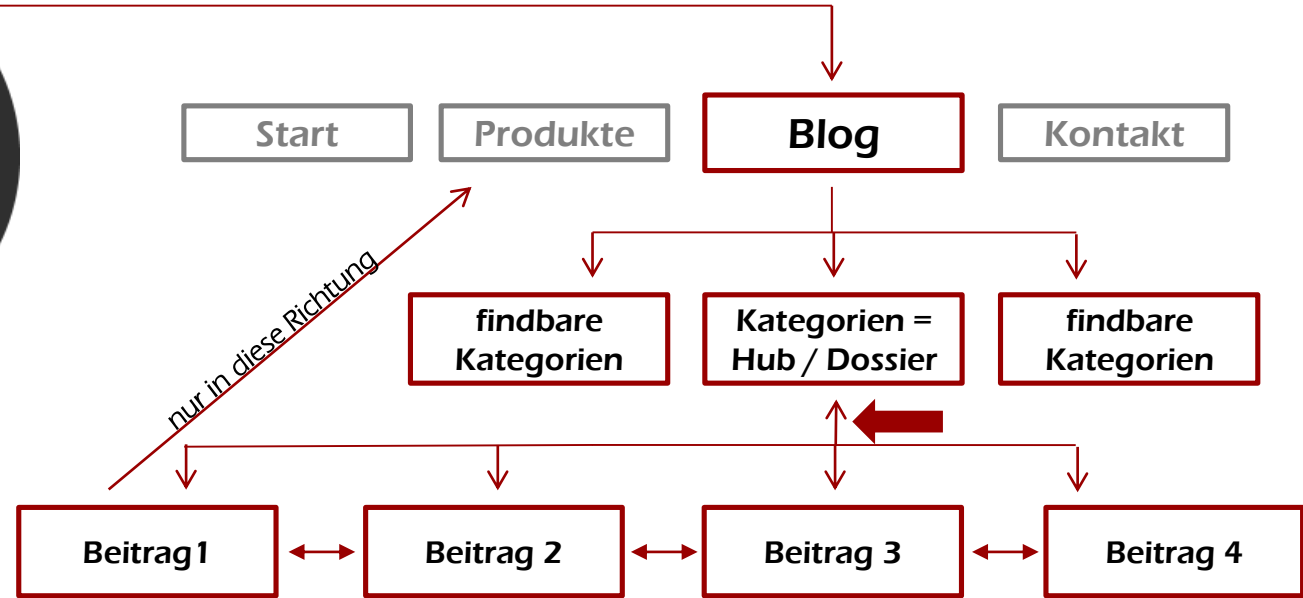 Start
Produkte
Blog
Kontakt
nur in diese Richtung
findbare
Kategorien
Kategorien =
Hub / Dossier
findbare
Kategorien
Beitrag1
Beitrag 2
Beitrag 3
Beitrag 4